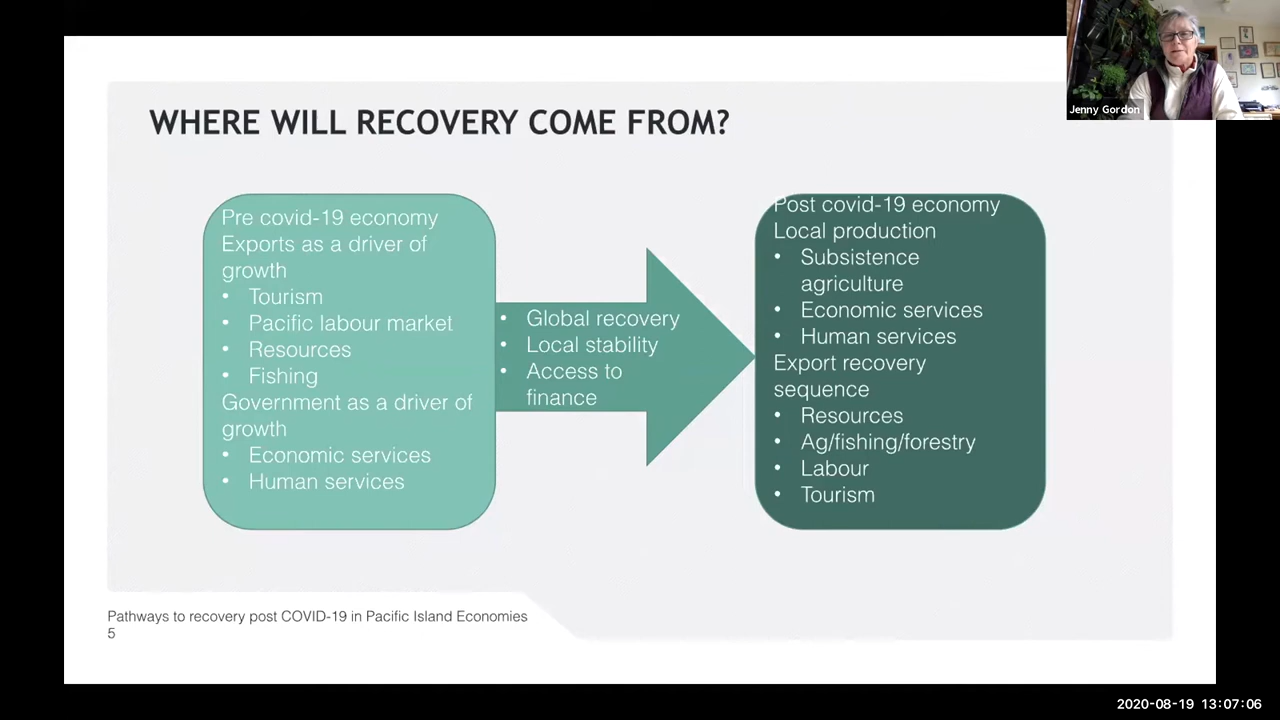 Jenny Gordon
WHERE WILL RECOVERY COME FROM?
Pre covid-19 economy
Exports as a driver of
growth
• Tourism
• Pacific labour market
• Resources
• Fishing
Government as a driver of
growth
• Economic services
• Human services
• Global recovery
• Local stability
• Access to
finance
Post covid-19 economy
Local production
• Subsistence
agriculture
• Economic services
• Human services
Export recovery
sequence
• Resources
• Ag/fishing/forestry
• Labour
• Tourism
Pathways to recovery post COVID-19 in Pacific Island Economies
5
2020-08-19 13:07:06